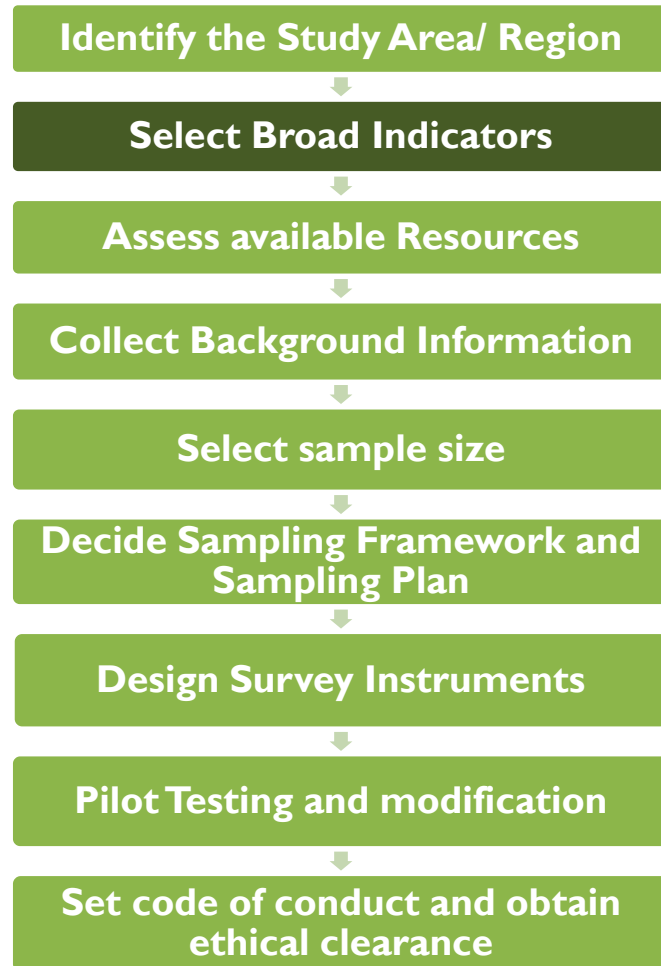 Identify the Study Area/ Region
Select Broad Indicators
Assess available Resources
Collect Background Information
Select sample size
Decide Sampling Framework and
Sampling Plan
Design Survey Instruments
Pilot Testing and modification
Set code of conduct and obtain
ethical clearance